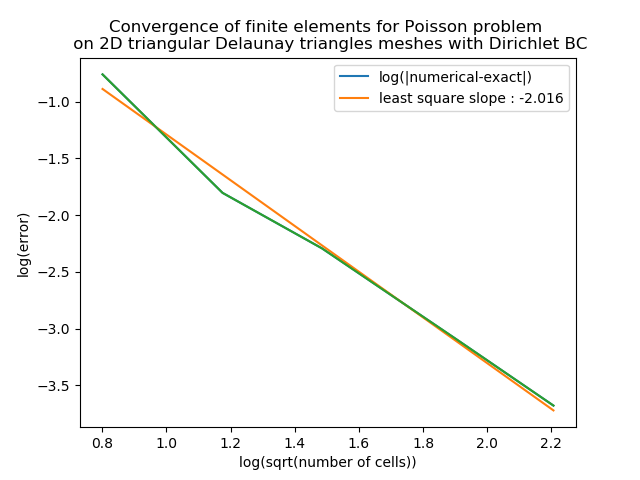 Convergence of finite elements for Poisson problem
on 2D triangular Delaunay triangles meshes with Dirichlet BC
log(|numerical-exact|)
least square slope : -2.016
−1.0
−1.5
−2.0
−2.5
−3.0
−3.5
log(error)
0.8 1.0 1.2 1.4 1.6 1.8 2.0 2.2
log(sqrt(number of cells))